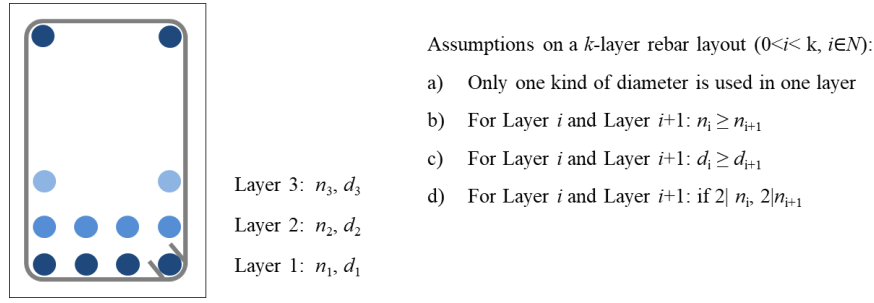 Assumptions on a k-layer rebar layout (0<i< k, i∈N):
a) Only one kind of diameter is used in one layer
b) For Layer i and Layer i+1: nᵢ ≥ nᵢ₊₁
c) For Layer i and Layer i+1: dᵢ ≥ dᵢ₊₁
d) For Layer i and Layer i+1: if 2| nᵢ, 2|nᵢ₊₁
Layer 3: n₃, d₃
Layer 2: n₂, d₂
Layer 1: n₁, d₁